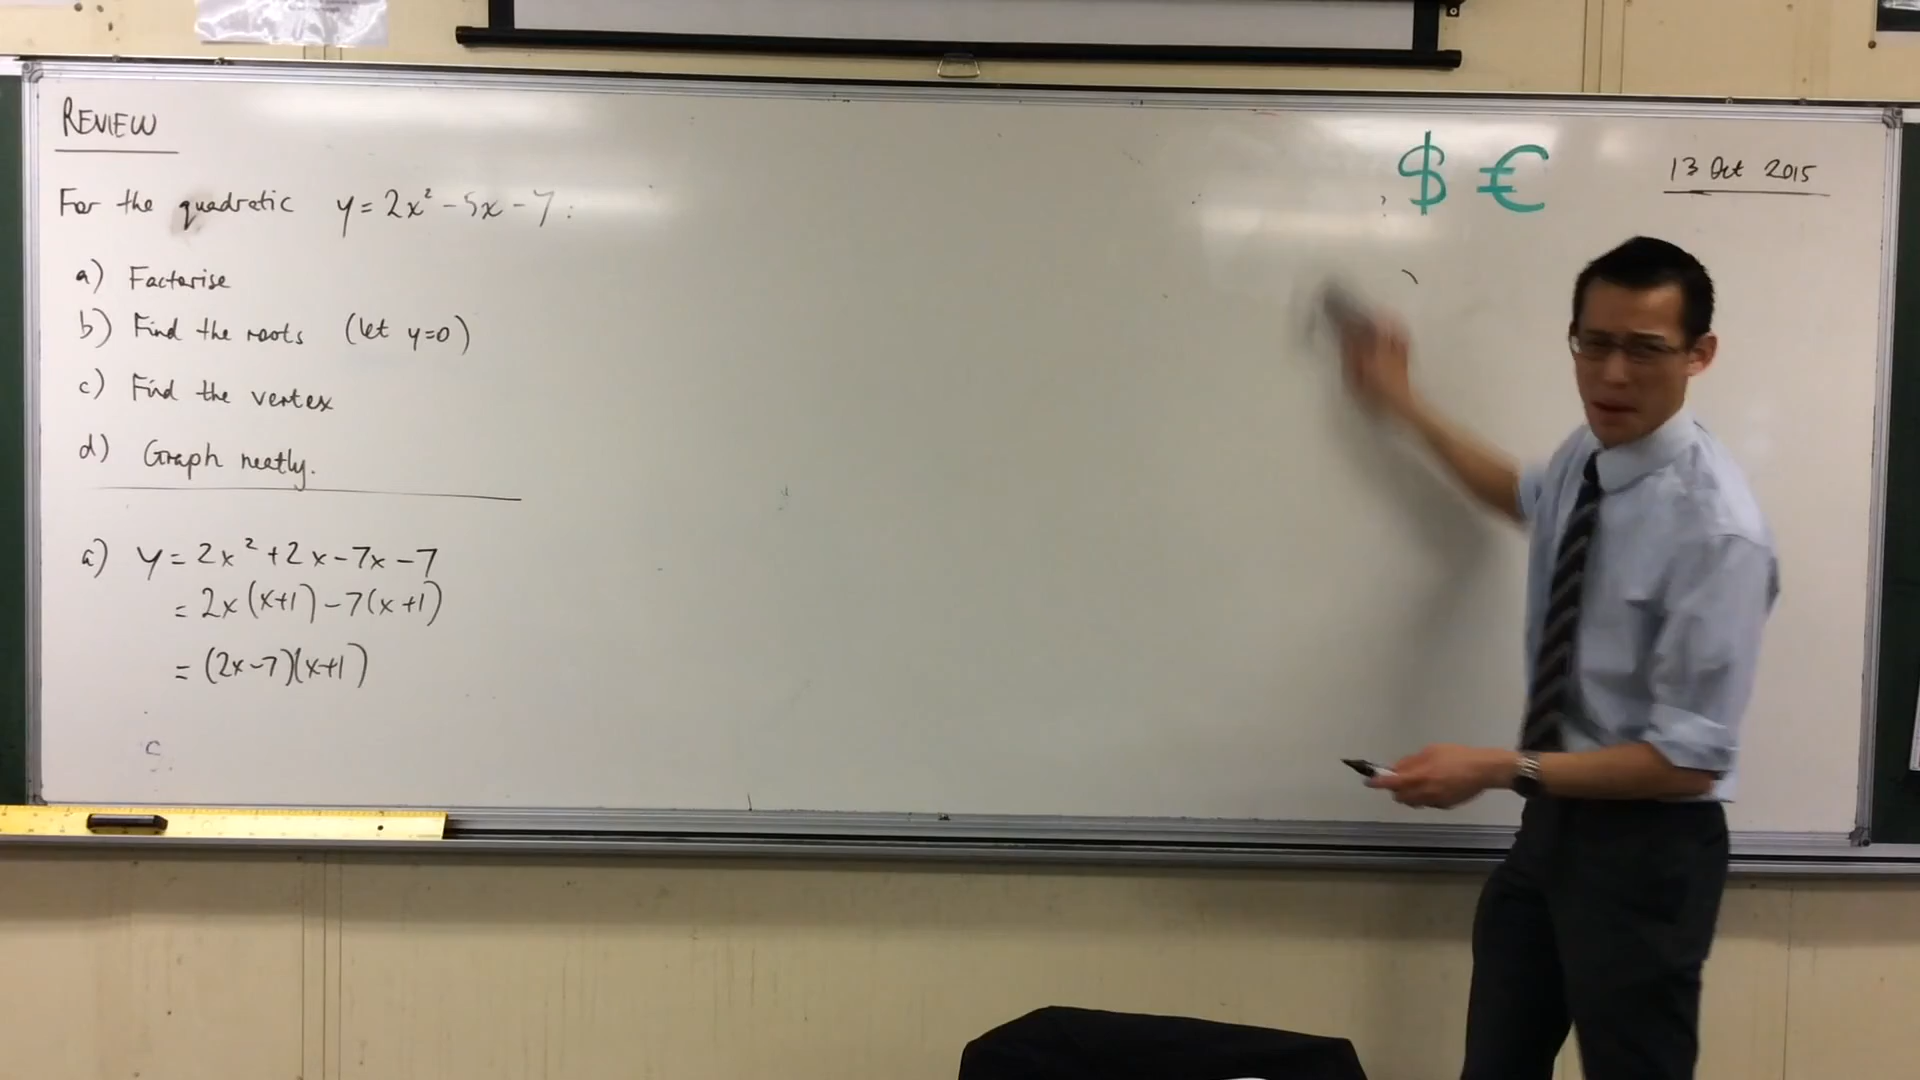 REVIEW
For the quadratic y = 2x² - 5x - 7 :
a) Factorise
b) Find the roots (let y=0)
c) Find the vertex
d) Graph neatly.
a) y = 2x² + 2x - 7x - 7
= 2x(x+1) - 7(x+1)
= (2x-7)(x+1)
$ €
13 Oct 2015